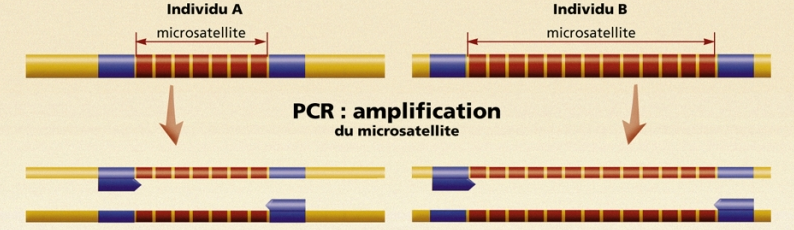 Individu A
microsatellite
Individu B
microsatellite
PCR : amplification
du microsatellite